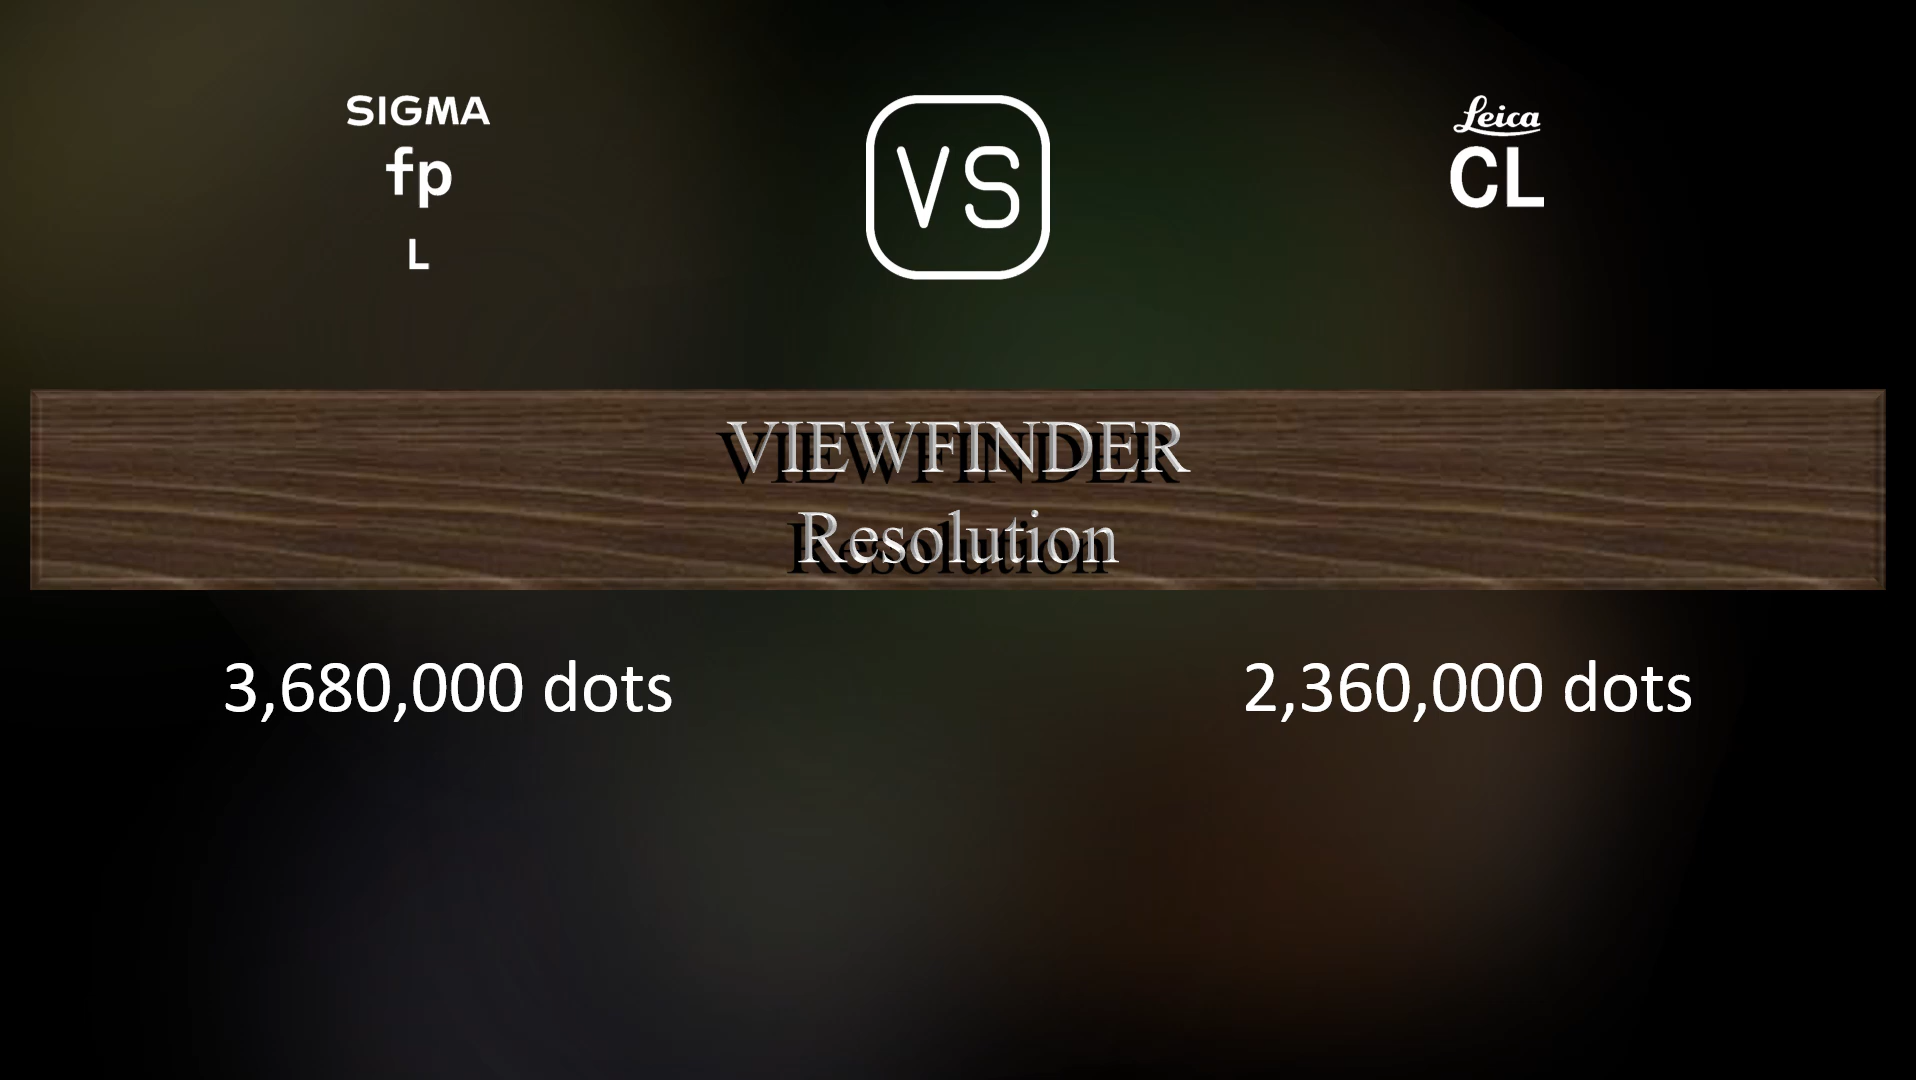 SIGMA
fp
L
VS
Leica
CL
VIEWFINDER
Resolution
3,680,000 dots
2,360,000 dots